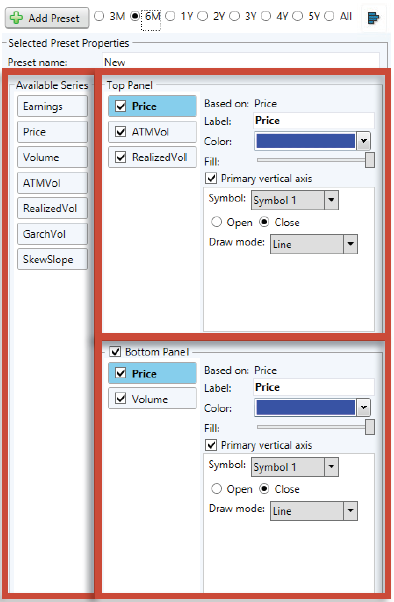 Add Preset 3M 6M 1Y 2Y 3Y 4Y 5Y All
Selected Preset Properties
Preset name: New
Available Series
Earnings
Price
Volume
ATMVol
RealizedVol
GarchVol
SkewSlope
Top Panel
Price
ATMVol
RealizedVoll
Based on: Price
Label: Price
Color:
Fill:
Primary vertical axis
Symbol: Symbol 1
Open Close
Draw mode: Line
Bottom Panel
Price
Volume
Based on: Price
Label: Price
Color:
Fill:
Primary vertical axis
Symbol: Symbol 1
Open Close
Draw mode: Line